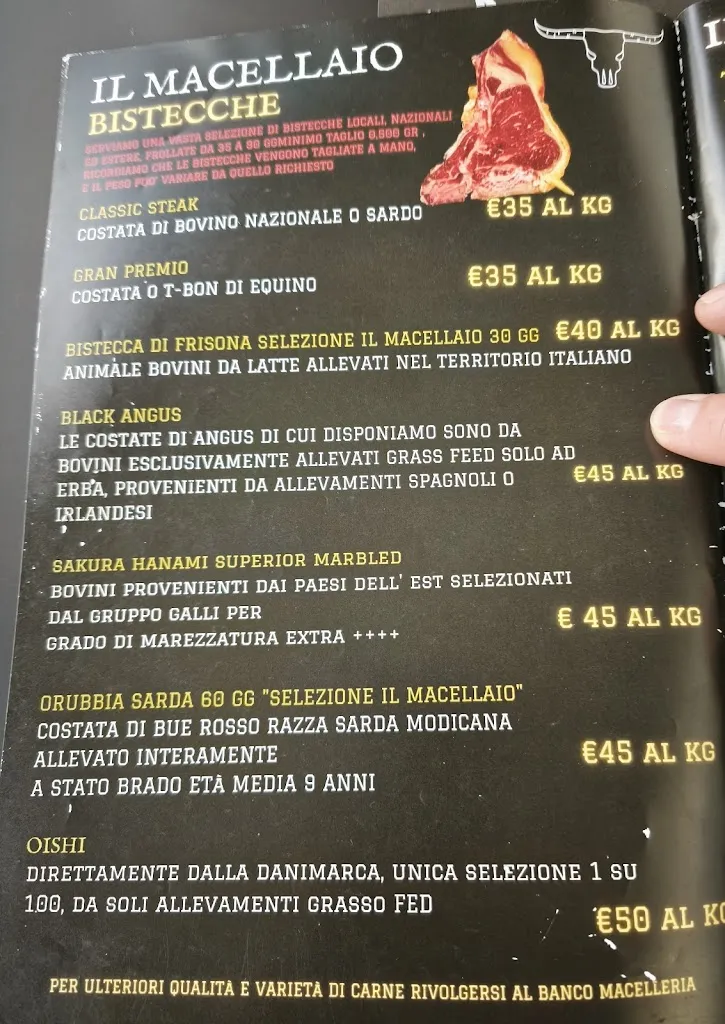 IL MACELLAIO
BISTECCHE
SERVIAMO UNA VASTA SELEZIONE DI BISTECCHE LOCALI, NAZIONALI
ED ESTERE, FROLLATE DA 35 A 90 GGMINIMO TAGLIO 0,500 GR ,
RICORDIAMO CHE LE BISTECCHE VENGONO TAGLIATE A MANO,
E IL PESO PUO' VARIARE DA QUELLO RICHIESTO
CLASSIC STEAK
COSTATA DI BOVINO NAZIONALE O SARDO €35 AL KG
GRAN PREMIO
COSTATA O T-BON DI EQUINO €35 AL KG
BISTECCA DI FRISONA SELEZIONE IL MACELLAIO 30 GG €40 AL KG
ANIMALE BOVINI DA LATTE ALLEVATI NEL TERRITORIO ITALIANO
BLACK ANGUS
LE COSTATE DI ANGUS DI CUI DISPONIAMO SONO DA
BOVINI ESCLUSIVAMENTE ALLEVATI GRASS FEED SOLO AD
ERBA, PROVENIENTI DA ALLEVAMENTI SPAGNOLI O €45 AL KG
IRLANDESI
SAKURA HANAMI SUPERIOR MARBLED
BOVINI PROVENIENTI DAI PAESI DELL' EST SELEZIONATI
DAL GRUPPO GALLI PER € 45 AL KG
GRADO DI MAREZZATURA EXTRA ++++
ORUBBIA SARDA 60 GG "SELEZIONE IL MACELLAIO"
COSTATA DI BUE ROSSO RAZZA SARDA MODICANA
ALLEVATO INTERAMENTE €45 AL KG
A STATO BRADO ETÀ MEDIA 9 ANNI
OISHI
DIRETTAMENTE DALLA DANIMARCA, UNICA SELEZIONE 1 SU
100, DA SOLI ALLEVAMENTI GRASSO FED €50 AL KG
PER ULTERIORI QUALITÀ E VARIETÀ DI CARNE RIVOLGERSI AL BANCO MACELLERIA